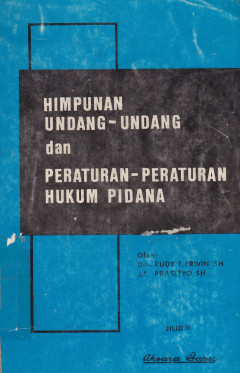 HIMPUNAN
UNDANG-UNDANG
dan
PERATURAN-PERATURAN
HUKUM PIDANA
Oleh:
Drs. RUDY T. ERWIN SH
J.T. PRASETYO SH
JILID II
Aksara Baru